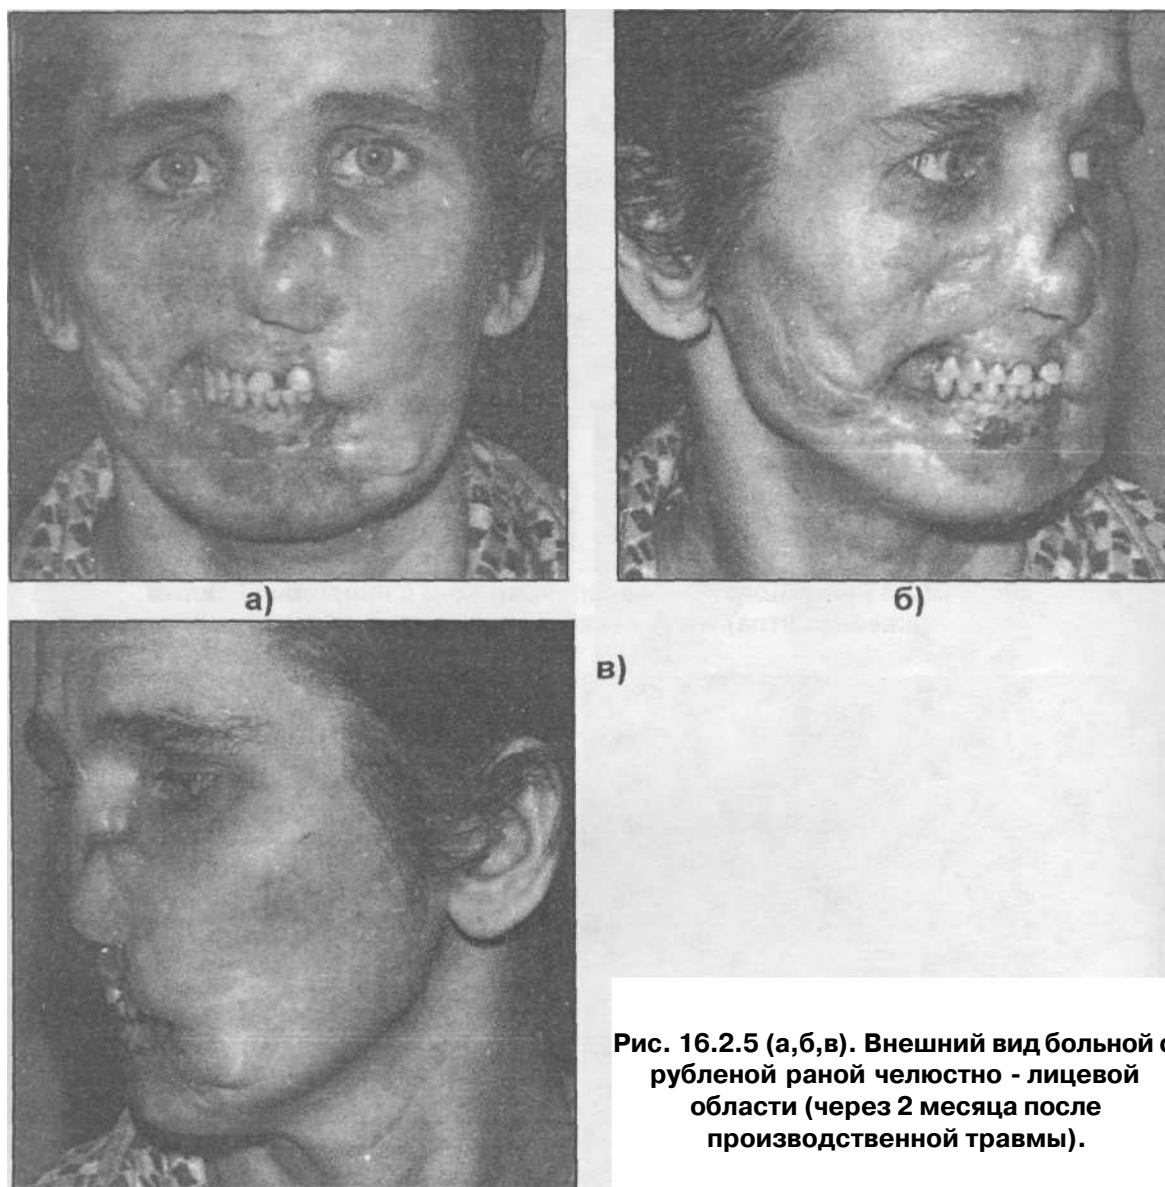 а)
б)
в)
Рис. 16.2.5 (а,б,в). Внешний вид больной с
рубленой раной челюстно - лицевой
области (через 2 месяца после
производственной травмы).